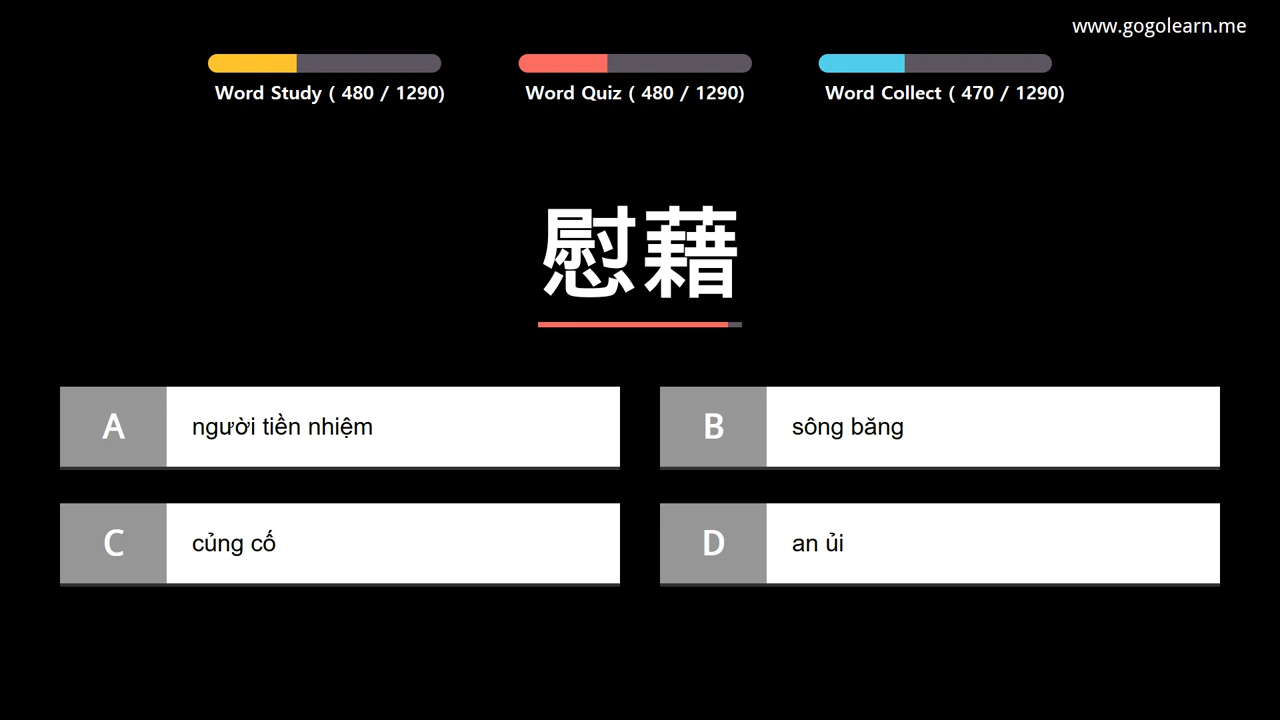 www.gogolearn.me
Word Study ( 480 / 1290)
Word Quiz ( 480 / 1290)
Word Collect ( 470 / 1290)
慰藉
A
người tiền nhiệm
B
sông băng
C
củng cố
D
an ủi